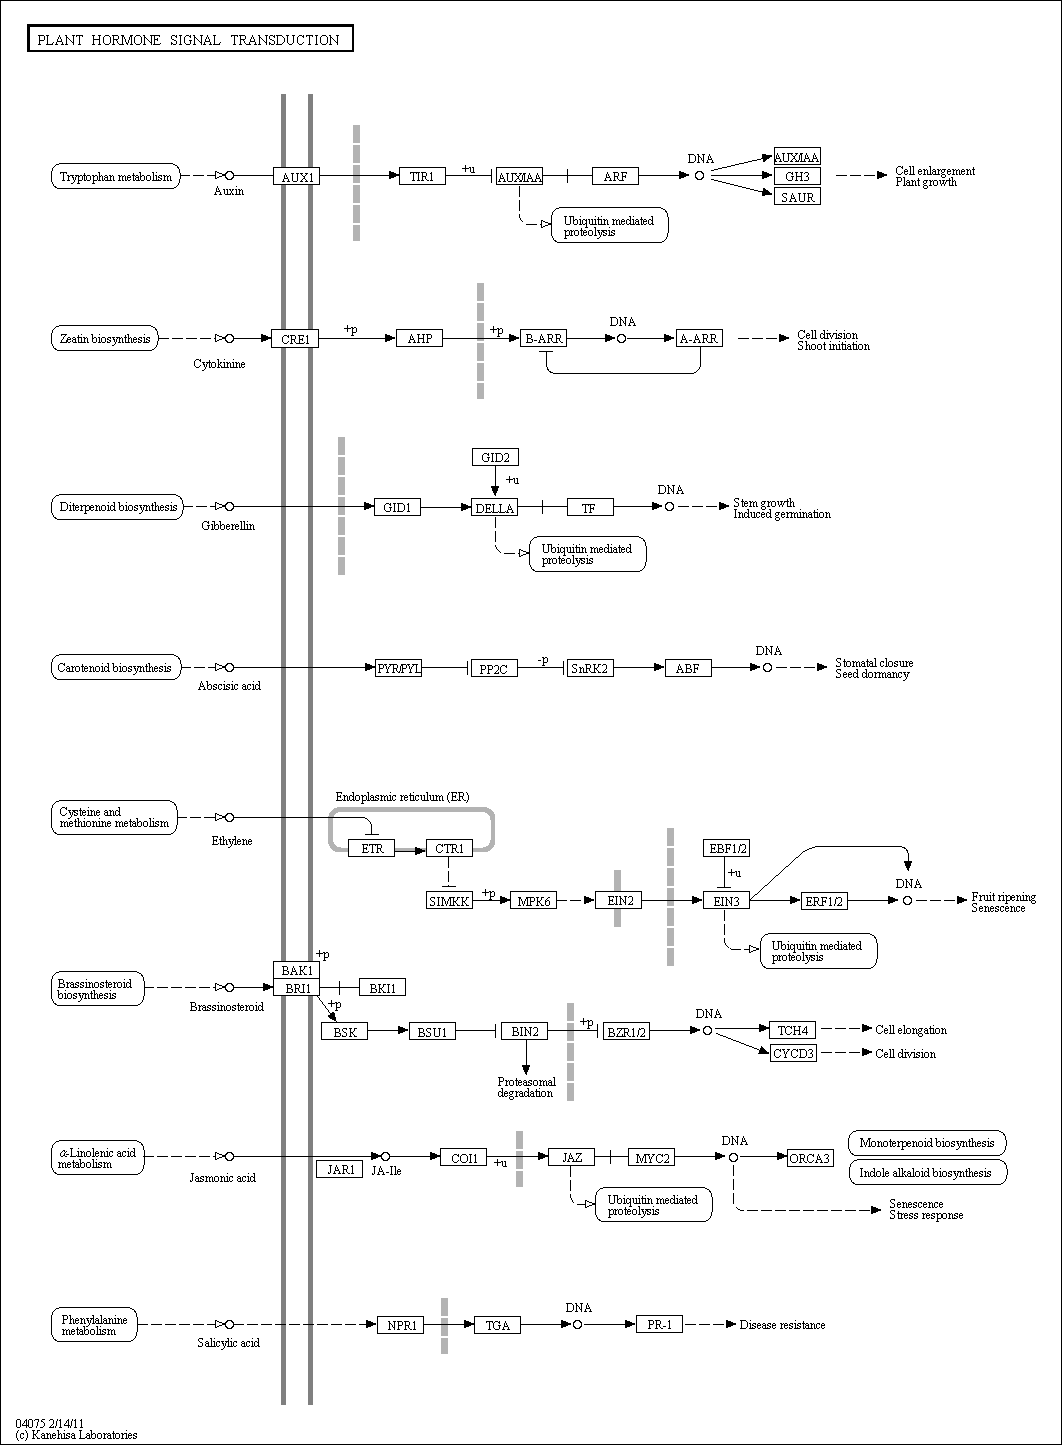 PLANT HORMONE SIGNAL TRANSDUCTION
Tryptophan metabolism
Auxin
AUX1
TIR1
+u
AUX/IAA
ARF
DNA
AUX/IAA
GH3
SAUR
Cell enlargement
Plant growth
Ubiquitin mediated
proteolysis
Zeatin biosynthesis
Cytokinine
CRE1
+p
AHP
+p
B-ARR
DNA
A-ARR
Cell division
Shoot initiation
GID2
+u
Diterpenoid biosynthesis
Gibberellin
GID1
DELLA
TF
DNA
Stem growth
Induced germination
Ubiquitin mediated
proteolysis
Carotenoid biosynthesis
Abscisic acid
PYR/PYL
PP2C
-p
SnRK2
ABF
DNA
Stomatal closure
Seed dormancy
Endoplasmic reticulum (ER)
Cysteine and
methionine metabolism
Ethylene
ETR
CTR1
EBF1/2
+u
SIMKK
+p
MPK6
EIN2
EIN3
ERF1/2
DNA
Fruit ripening
Senescence
Ubiquitin mediated
proteolysis
Brassinosteroid
biosynthesis
Brassinosteroid
BAK1
+p
BRI1
BKI1
+p
BSK
BSU1
BIN2
+p
BZR1/2
DNA
TCH4
Cell elongation
CYCD3
Cell division
Proteasomal
degradation
α-Linolenic acid
metabolism
Jasmonic acid
JAR1
JA-Ile
COI1
+u
JAZ
MYC2
DNA
ORCA3
Monoterpenoid biosynthesis
Indole alkaloid biosynthesis
Ubiquitin mediated
proteolysis
Senescence
Stress response
Phenylalanine
metabolism
Salicylic acid
NPR1
TGA
DNA
PR-1
Disease resistance
04075 2/14/11
(c) Kanehisa Laboratories